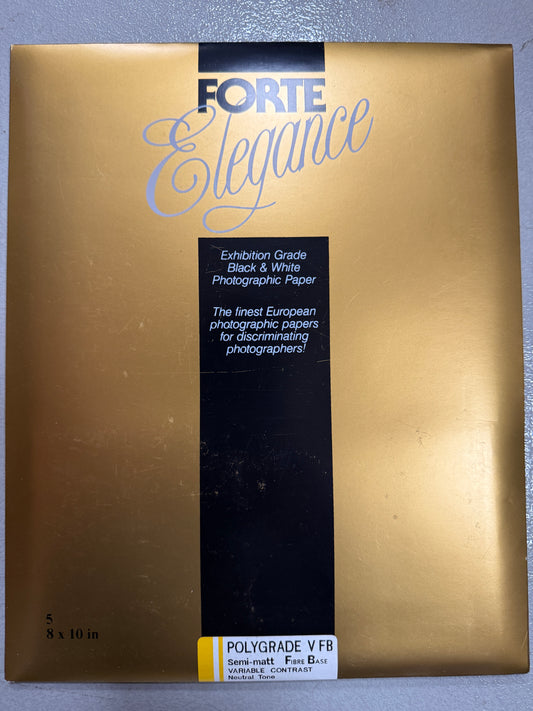 FORTE
Elegance
Exhibition Grade
Black & White
Photographic Paper
The finest European
photographic papers
for discriminating
photographers!
5
8 x 10 in
POLYGRADE V FB
Semi-matt Fibre Base
VARIABLE CONTRAST
Neutral Tone